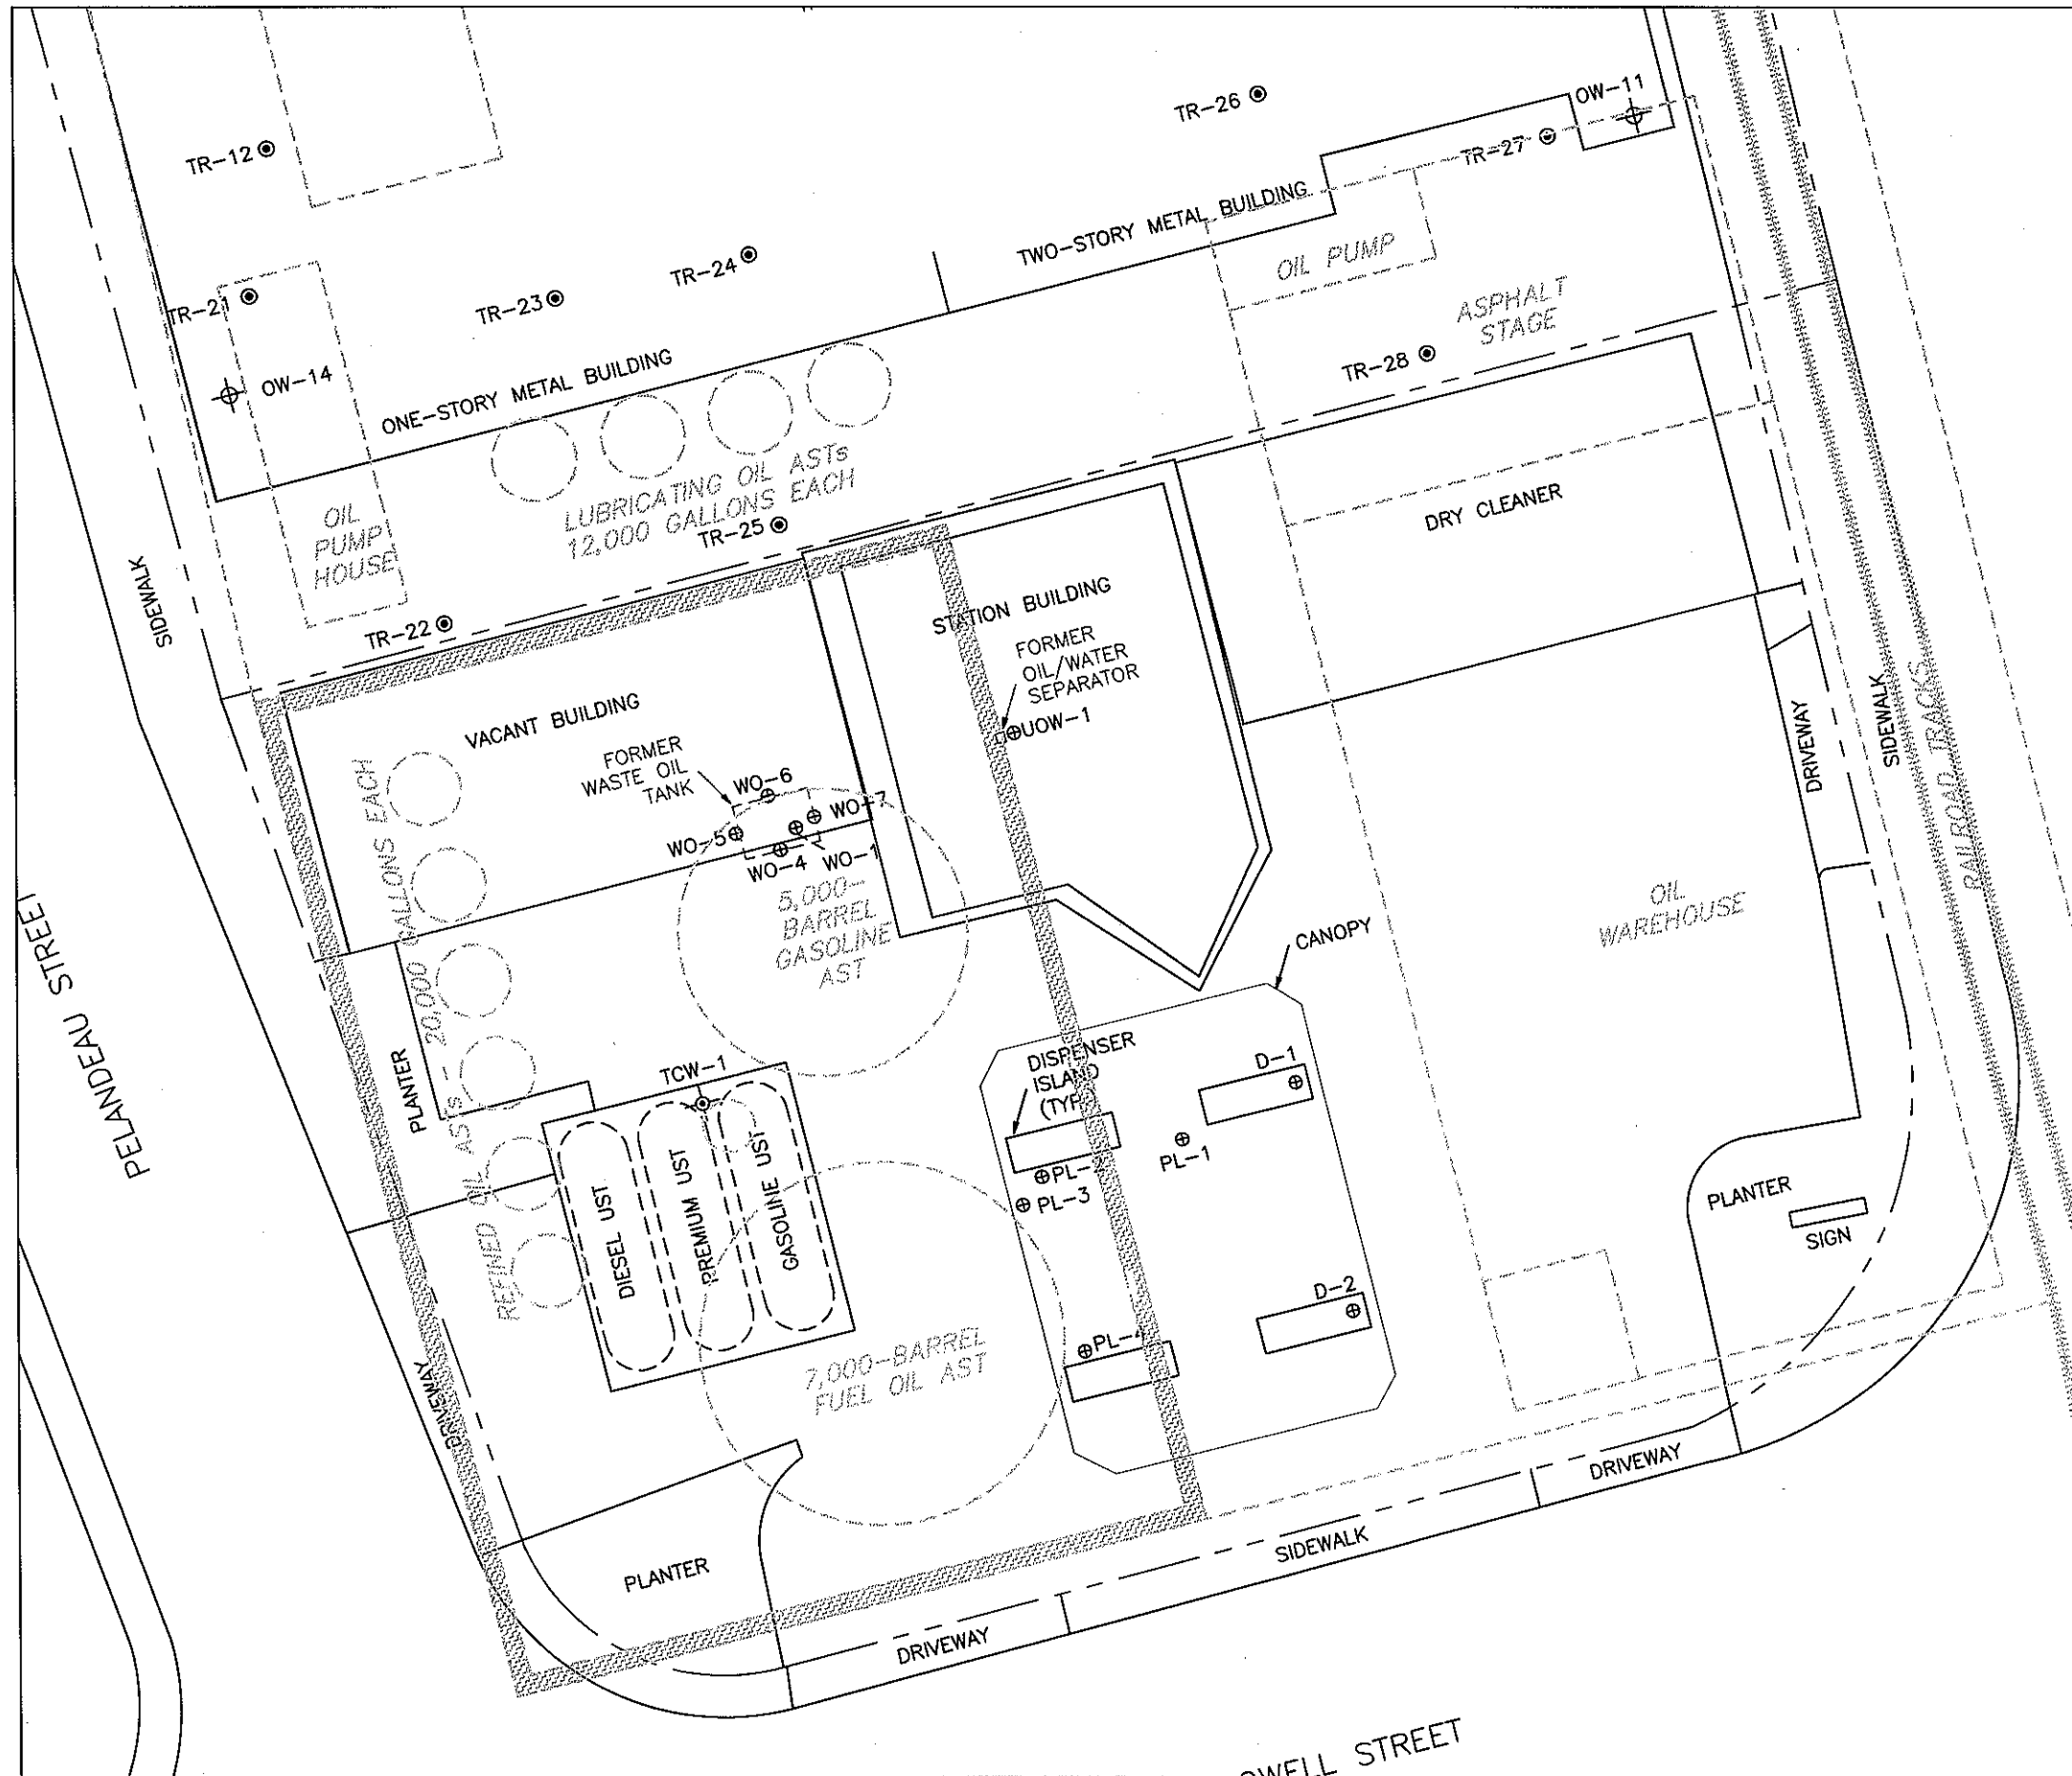 OW-11
TR-26
TR-12
TR-27
TWO-STORY METAL BUILDING
OIL PUMP
TR-24
TR-21
TR-23
ASPHALT
STAGE
TR-28
OW-14
ONE-STORY METAL BUILDING
LUBRICATING OIL ASTs
12,000 GALLONS EACH
OIL
PUMP
HOUSE
TR-25
DRY CLEANER
SIDEWALK
TR-22
STATION BUILDING
FORMER
OIL/WATER
SEPARATOR
UOW-1
VACANT BUILDING
FORMER
WASTE OIL
TANK
WO-6
WO-7
WO-5
WO-4
WO-1
DRIVEWAY
SIDEWALK
RAILROAD TRACKS
5,000-
BARREL
GASOLINE
AST
OIL
WAREHOUSE
CANOPY
PELANDEAU STREET
REFINED OIL ASTs - 20,000 GALLONS EACH
PLANTER
TCW-1
DISPENSER
ISLAND
(TYP)
D-1
PL-1
PL-
PL-3
DIESEL UST
PREMIUM UST
GASOLINE UST
PLANTER
SIGN
D-2
PL-4
7,000-BARREL
FUEL OIL AST
DRIVEWAY
DRIVEWAY
SIDEWALK
PLANTER
DRIVEWAY
OWELL STREET